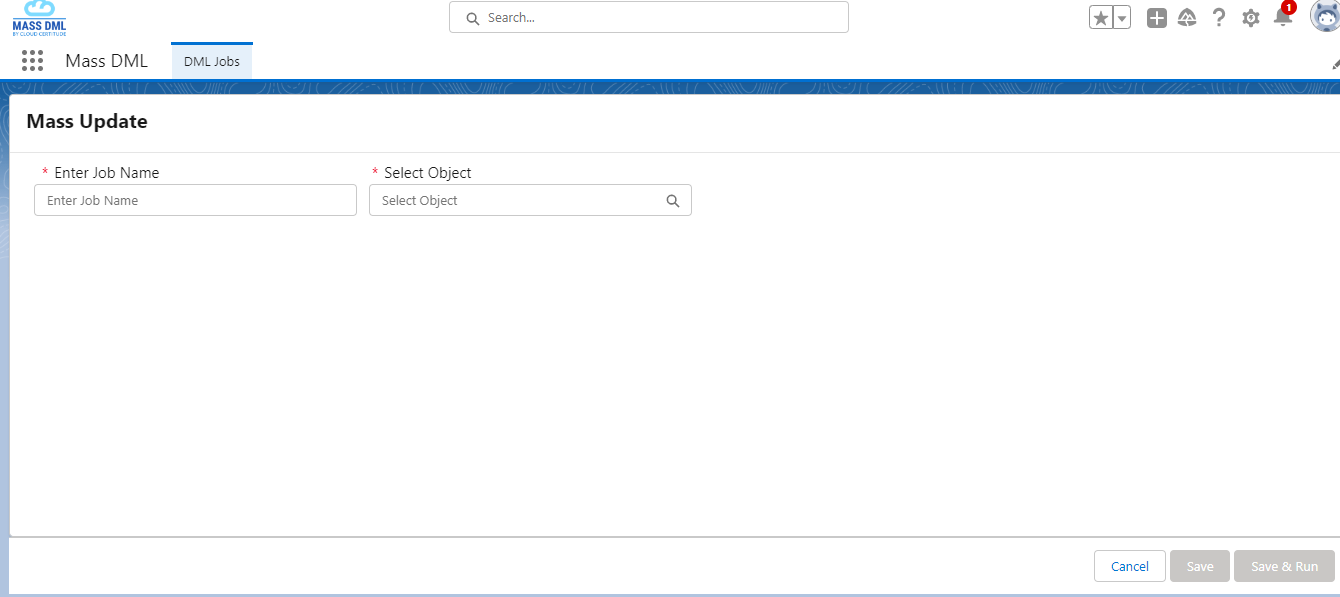 MASS DML
BY CLOUD CERTITUDE
Search...
1
Mass DML
DML Jobs
Mass Update
* Enter Job Name
* Select Object
Enter Job Name
Select Object
Cancel
Save
Save & Run